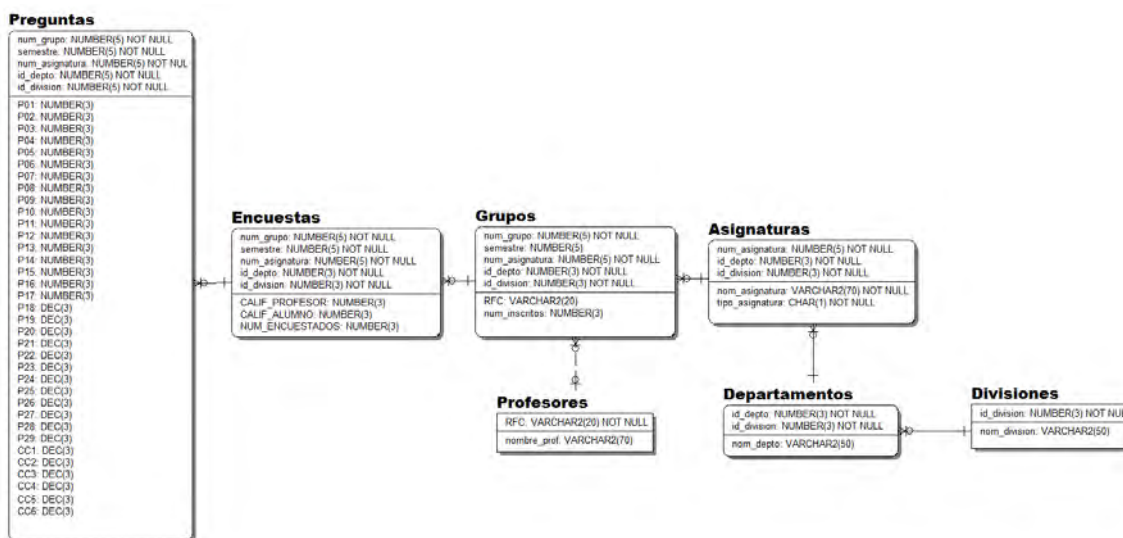 Preguntas
num_grupo: NUMBER(5) NOT NULL
semestre: NUMBER(5) NOT NULL
num_asignatura: NUMBER(5) NOT NUL
id_depto: NUMBER(5) NOT NULL
id_division: NUMBER(5) NOT NULL
P01: NUMBER(3)
P02: NUMBER(3)
P03: NUMBER(3)
P04: NUMBER(3)
P05: NUMBER(3)
P06: NUMBER(3)
P07: NUMBER(3)
P08: NUMBER(3)
P09: NUMBER(3)
P10: NUMBER(3)
P11: NUMBER(3)
P12: NUMBER(3)
P13: NUMBER(3)
P14: NUMBER(3)
P15: NUMBER(3)
P16: NUMBER(3)
P17: NUMBER(3)
P18: DEC(3)
P19: DEC(3)
P20: DEC(3)
P21: DEC(3)
P22: DEC(3)
P23: DEC(3)
P24: DEC(3)
P25: DEC(3)
P26: DEC(3)
P27: DEC(3)
P28: DEC(3)
P29: DEC(3)
CC1: DEC(3)
CC2: DEC(3)
CC3: DEC(3)
CC4: DEC(3)
CC5: DEC(3)
CC6: DEC(3)
Encuestas
num_grupo: NUMBER(5) NOT NULL
semestre: NUMBER(5) NOT NULL
num_asignatura: NUMBER(5) NOT NULL
id_depto: NUMBER(3) NOT NULL
id_division: NUMBER(3) NOT NULL
CALIF_PROFESOR: NUMBER(3)
CALIF_ALUMNO: NUMBER(3)
NUM_ENCUESTADOS: NUMBER(3)
Grupos
num_grupo: NUMBER(5) NOT NULL
semestre: NUMBER(5)
num_asignatura: NUMBER(5) NOT NULL
id_depto: NUMBER(3) NOT NULL
id_division: NUMBER(3) NOT NULL
RFC: VARCHAR2(20)
num_inscritos: NUMBER(3)
Asignaturas
num_asignatura: NUMBER(5) NOT NULL
id_depto: NUMBER(3) NOT NULL
id_division: NUMBER(3) NOT NULL
nom_asignatura: VARCHAR2(70) NOT NULL
tipo_asignatura: CHAR(1) NOT NULL
Profesores
RFC: VARCHAR2(20) NOT NULL
nombre_prof: VARCHAR2(70)
Departamentos
id_depto: NUMBER(3) NOT NULL
id_division: NUMBER(3) NOT NULL
nom_depto: VARCHAR2(50)
Divisiones
id_division: NUMBER(3) NOT NUL
nom_division: VARCHAR2(50)